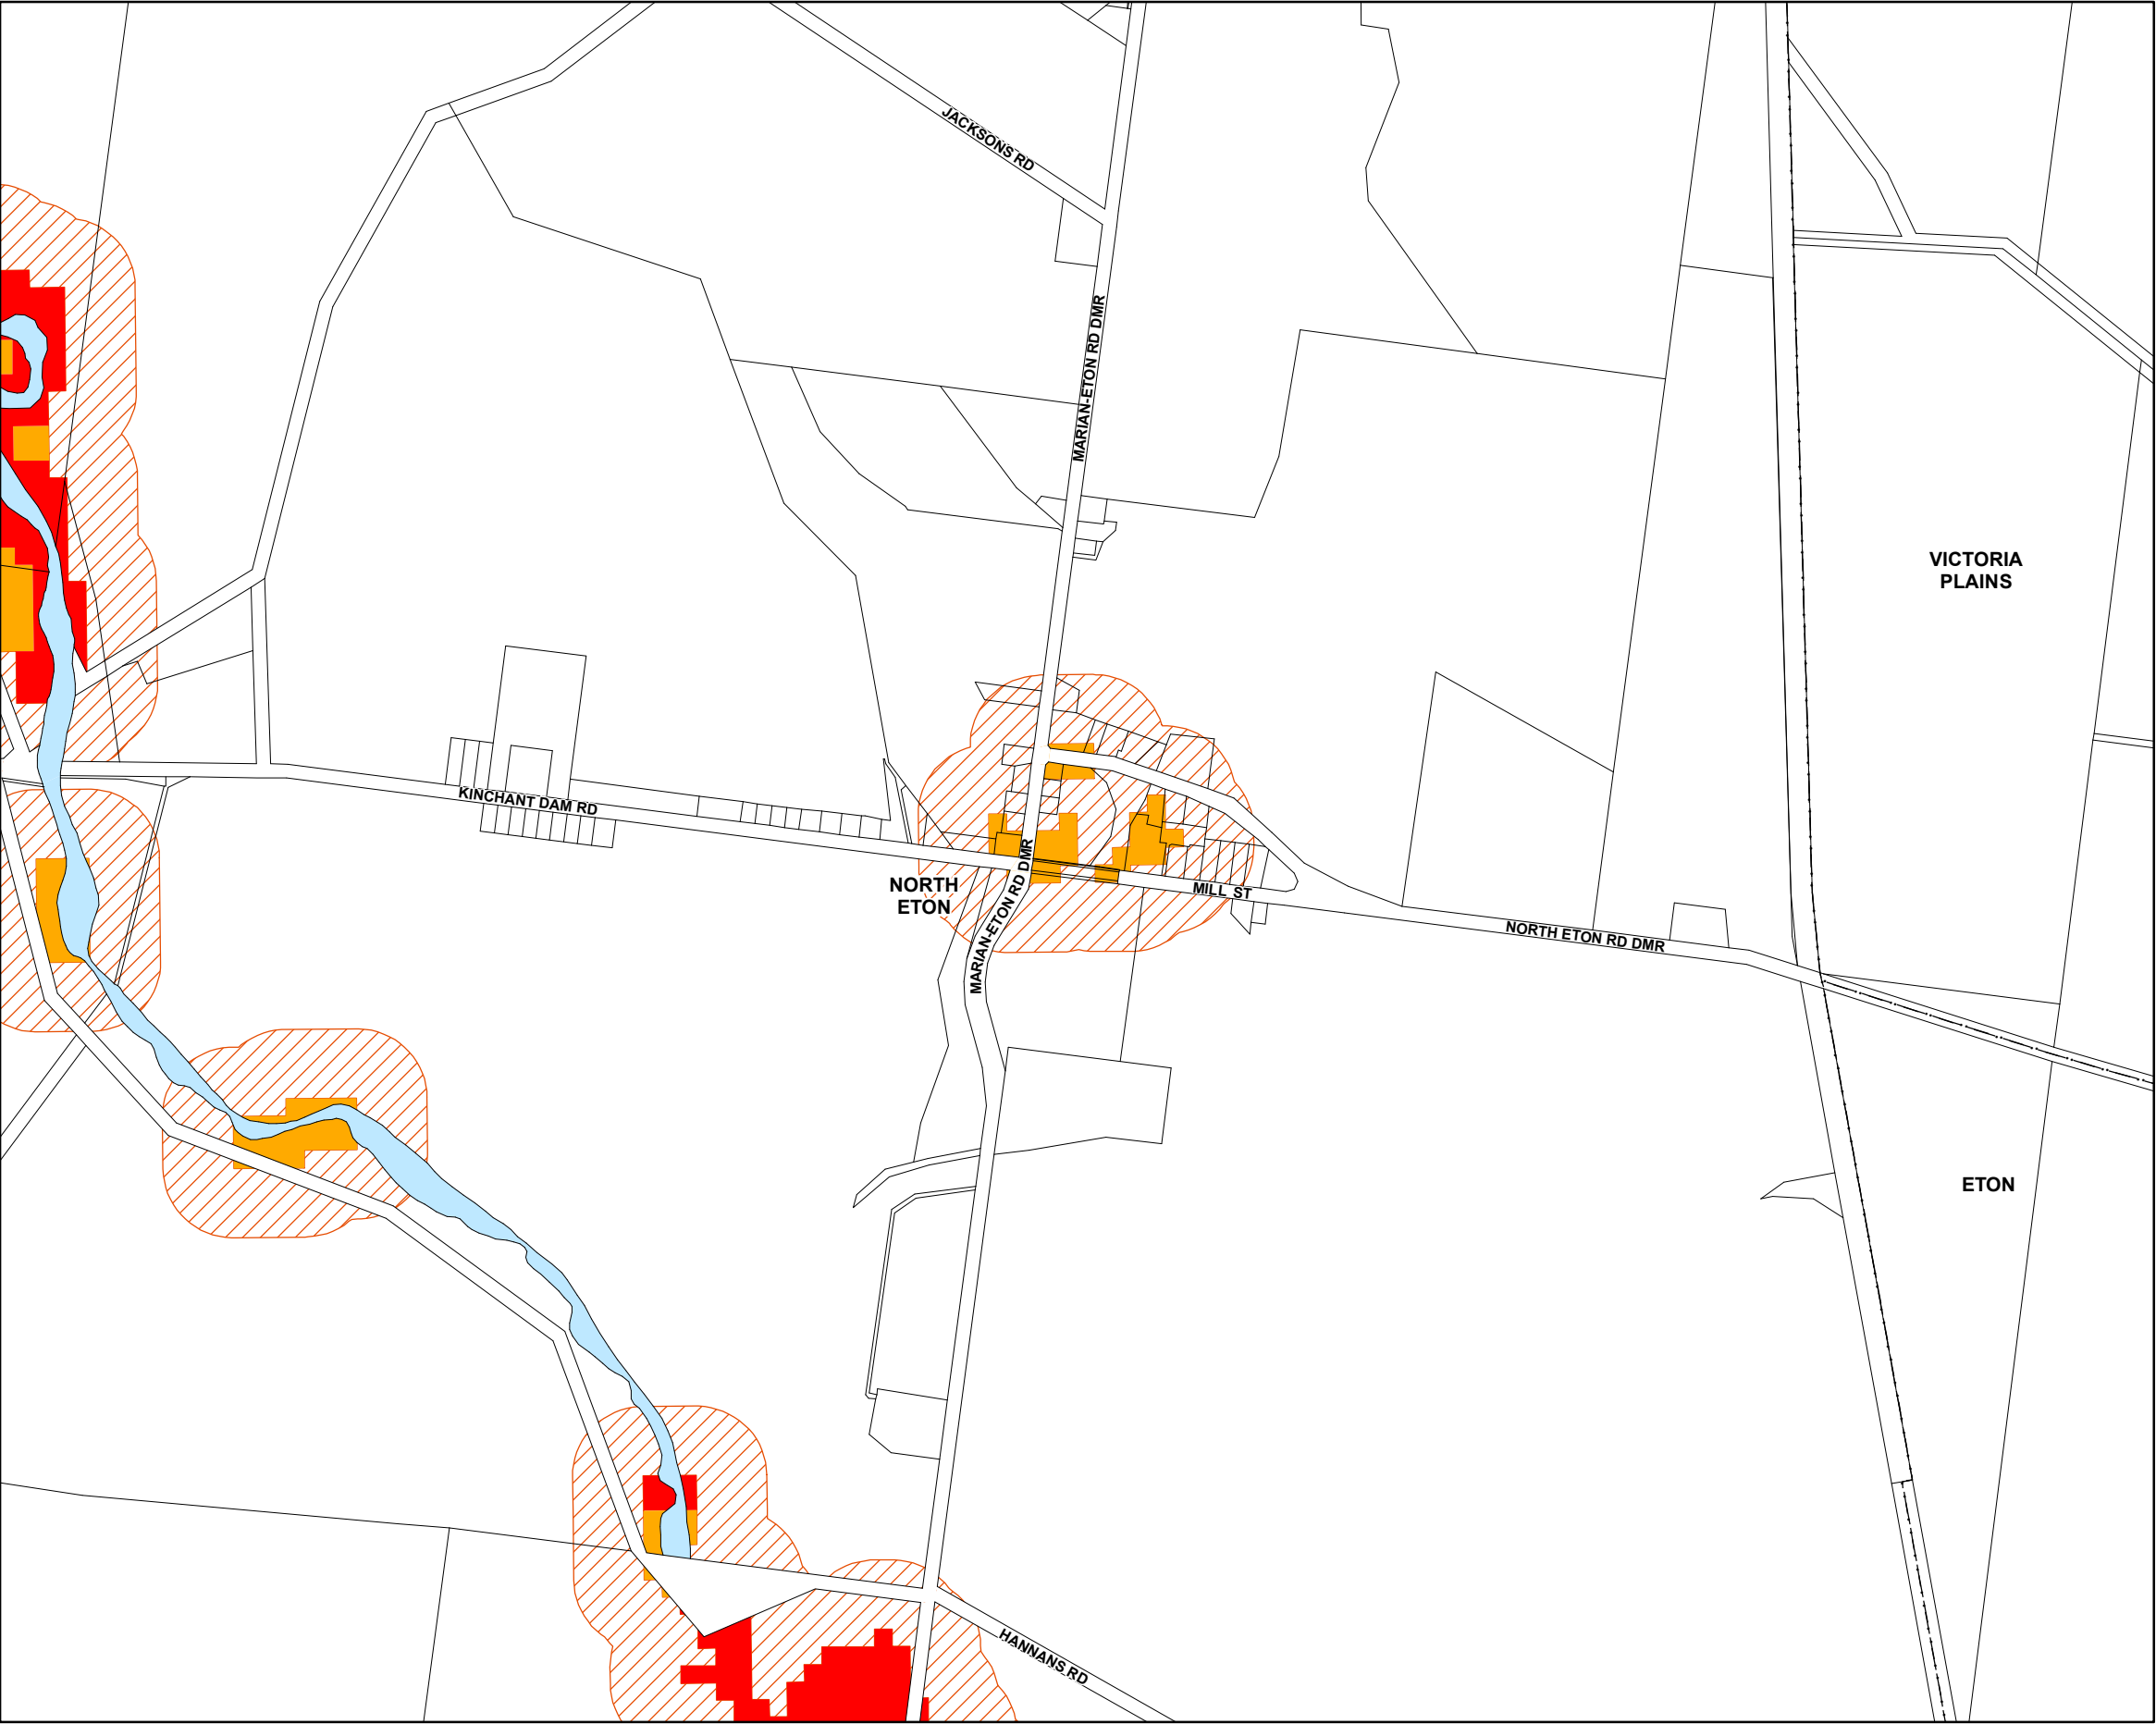 JACKSONS RD
MARIAN-ETON RD DMR
VICTORIA
PLAINS
KINCHANT DAM RD
MARIAN-ETON RD DMR
NORTH
ETON
MILL ST
NORTH ETON RD DMR
ETON
HANNANS RD